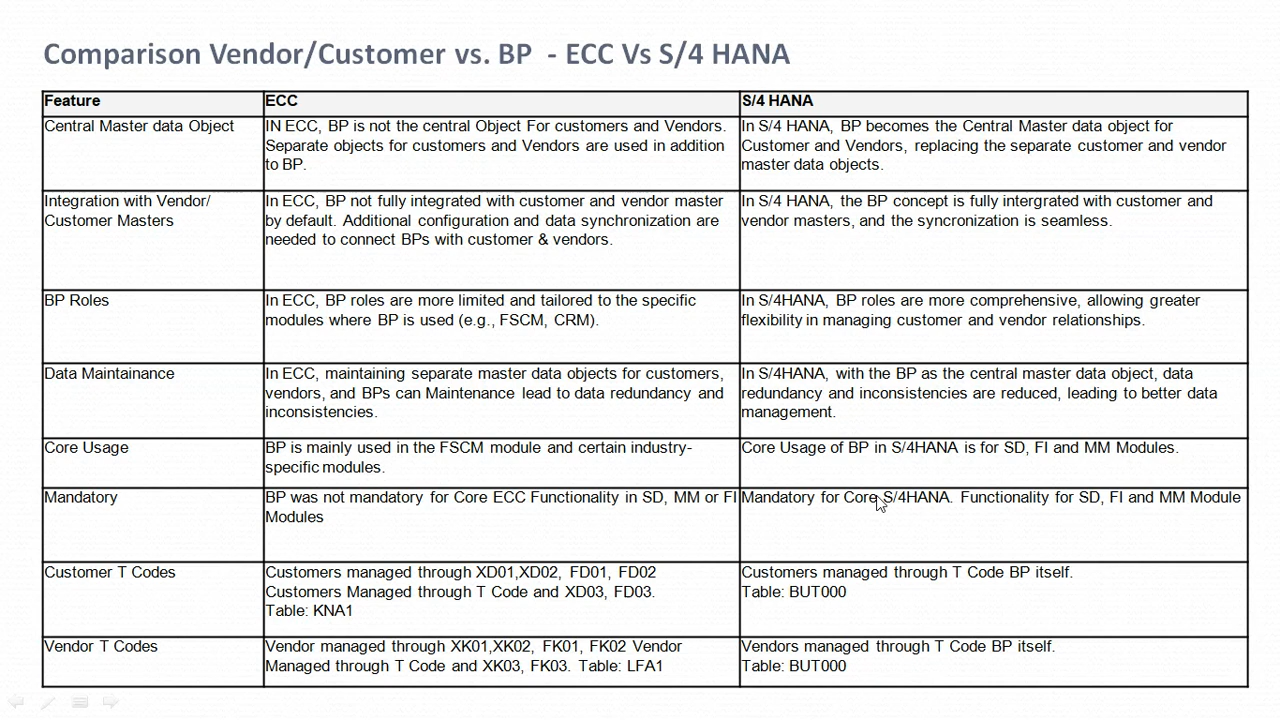 Comparison Vendor/Customer vs. BP - ECC Vs S/4 HANA
Feature
ECC
S/4 HANA
Central Master data Object
IN ECC, BP is not the central Object For customers and Vendors.
Separate objects for customers and Vendors are used in addition
to BP.
In S/4 HANA, BP becomes the Central Master data object for
Customer and Vendors, replacing the separate customer and vendor
master data objects.
Integration with Vendor/
Customer Masters
In ECC, BP not fully integrated with customer and vendor master
by default. Additional configuration and data synchronization are
needed to connect BPs with customer & vendors.
In S/4 HANA, the BP concept is fully intergrated with customer and
vendor masters, and the syncronization is seamless.
BP Roles
In ECC, BP roles are more limited and tailored to the specific
modules where BP is used (e.g., FSCM, CRM).
In S/4HANA, BP roles are more comprehensive, allowing greater
flexibility in managing customer and vendor relationships.
Data Maintainance
In ECC, maintaining separate master data objects for customers,
vendors, and BPs can Maintenance lead to data redundancy and
inconsistencies.
In S/4HANA, with the BP as the central master data object, data
redundancy and inconsistencies are reduced, leading to better data
management.
Core Usage
BP is mainly used in the FSCM module and certain industry-
specific modules.
Core Usage of BP in S/4HANA is for SD, FI and MM Modules.
Mandatory
BP was not mandatory for Core ECC Functionality in SD, MM or FI
Modules
Mandatory for Core S/4HANA. Functionality for SD, FI and MM Module
Customer T Codes
Customers managed through XD01,XD02, FD01, FD02
Customers Managed through T Code and XD03, FD03.
Table: KNA1
Customers managed through T Code BP itself.
Table: BUT000
Vendor T Codes
Vendor managed through XK01,XK02, FK01, FK02 Vendor
Managed through T Code and XK03, FK03. Table: LFA1
Vendors managed through T Code BP itself.
Table: BUT000